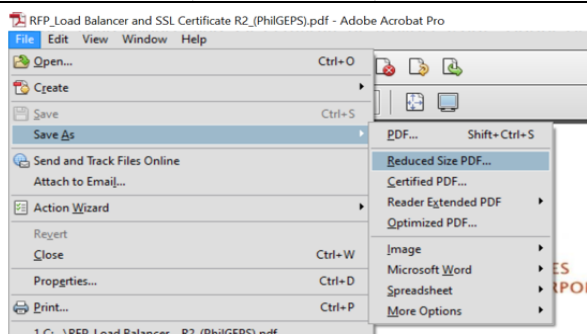 RFP_Load Balancer and SSL Certificate R2_(PhilGEPS).pdf - Adobe Acrobat Pro
File Edit View Window Help
Open... Ctrl+O
Create
Save Ctrl+S
Save As
PDF... Shift+Ctrl+S
Reduced Size PDF...
Certified PDF...
Reader Extended PDF
Optimized PDF...
Image
Microsoft Word
Spreadsheet
More Options
Send and Track Files Online
Attach to Email...
Action Wizard
Revert
Close Ctrl+W
Properties... Ctrl+D
Print... Ctrl+P
ES
RPO